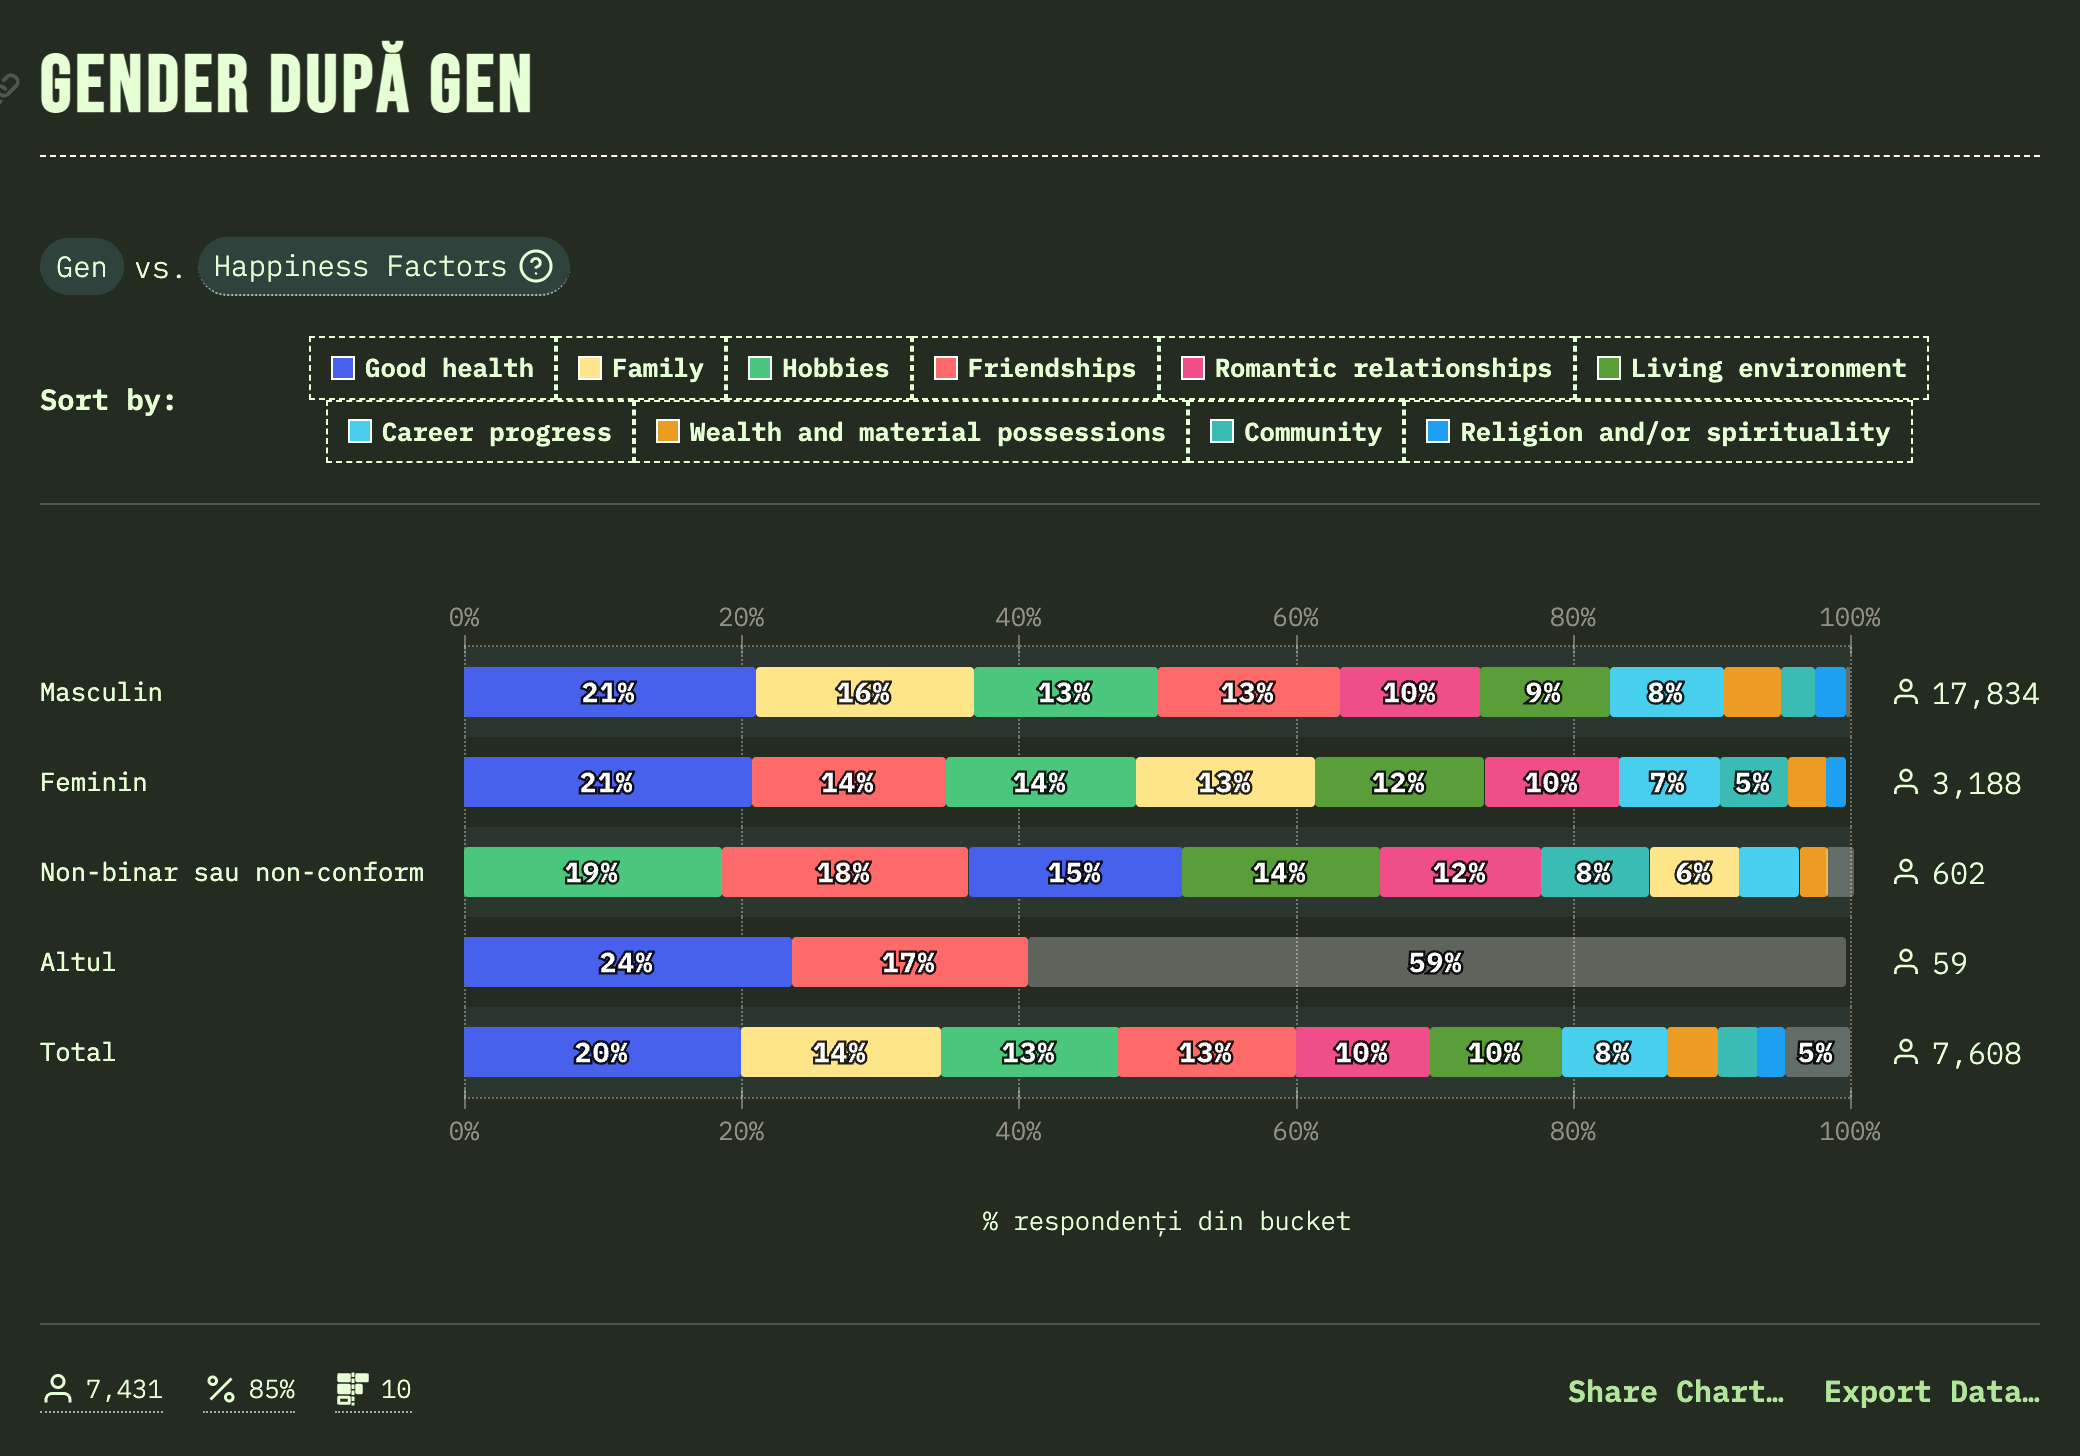 GENDER DUPĂ GEN
Gen vs. Happiness Factors ?
Good health Family Hobbies Friendships Romantic relationships Living environment
Sort by:
Career progress Wealth and material possessions Community Religion and/or spirituality
0% 20% 40% 60% 80% 100%
Masculin 21% 16% 13% 13% 10% 9% 8% 17,834
Feminin 21% 14% 14% 13% 12% 10% 7% 5% 3,188
Non-binar sau non-conform 19% 18% 15% 14% 12% 8% 6% 602
Altul 24% 17% 59% 59
Total 20% 14% 13% 13% 10% 10% 8% 5% 7,608
0% 20% 40% 60% 80% 100%
% respondenți din bucket
7,431 85% 10 Share Chart… Export Data…